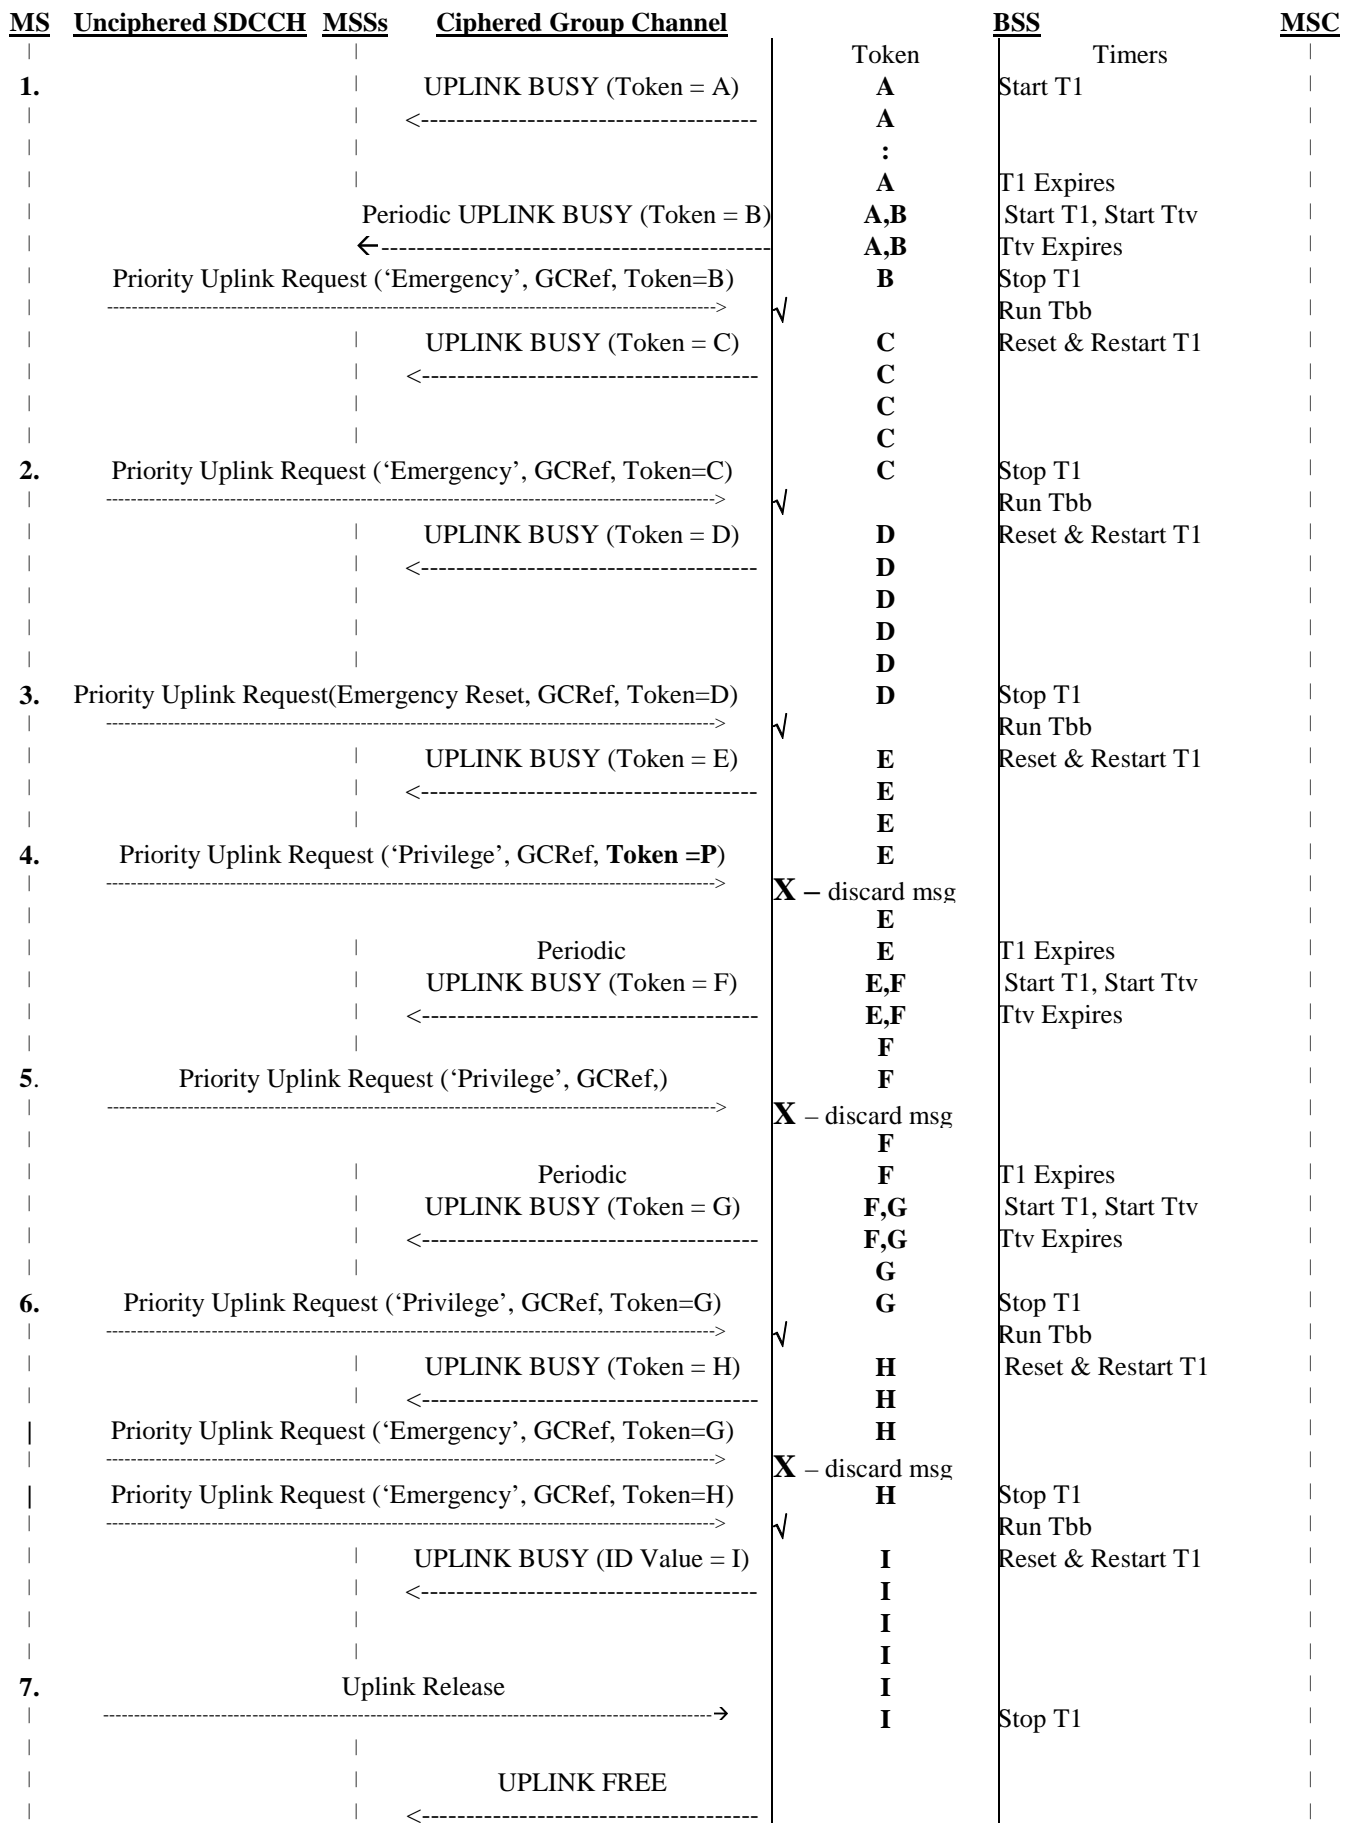 MS Unciphered SDCCH MSSs Ciphered Group Channel BSS MSC
Token Timers
1. UPLINK BUSY (Token = A) A Start T1
A
:
A T1 Expires
Periodic UPLINK BUSY (Token = B) A,B Start T1, Start Ttv
A,B Ttv Expires
Priority Uplink Request (‘Emergency’, GCRef, Token=B) B Stop T1
√ Run Tbb
UPLINK BUSY (Token = C) C Reset & Restart T1
C
C
C
2. Priority Uplink Request (‘Emergency’, GCRef, Token=C) C Stop T1
√ Run Tbb
UPLINK BUSY (Token = D) D Reset & Restart T1
D
D
D
D
3. Priority Uplink Request(Emergency Reset, GCRef, Token=D) D Stop T1
√ Run Tbb
UPLINK BUSY (Token = E) E Reset & Restart T1
E
E
4. Priority Uplink Request (‘Privilege’, GCRef, Token =P) E
X – discard msg
E
Periodic E T1 Expires
UPLINK BUSY (Token = F) E,F Start T1, Start Ttv
E,F Ttv Expires
F
5. Priority Uplink Request (‘Privilege’, GCRef,) F
X – discard msg
F
Periodic F T1 Expires
UPLINK BUSY (Token = G) F,G Start T1, Start Ttv
F,G Ttv Expires
G
6. Priority Uplink Request (‘Privilege’, GCRef, Token=G) G Stop T1
√ Run Tbb
UPLINK BUSY (Token = H) H Reset & Restart T1
H
Priority Uplink Request (‘Emergency’, GCRef, Token=G) H
X – discard msg
Priority Uplink Request (‘Emergency’, GCRef, Token=H) H Stop T1
√ Run Tbb
UPLINK BUSY (ID Value = I) I Reset & Restart T1
I
I
I
7. Uplink Release I
I Stop T1
UPLINK FREE